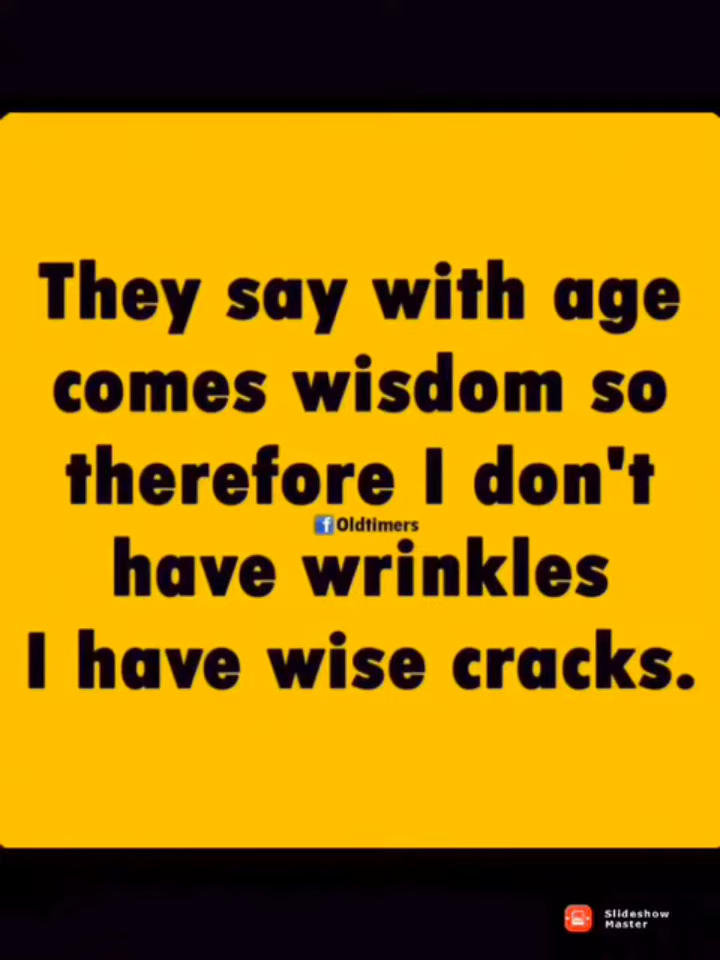 They say with age
comes wisdom so
therefore I don't
Oldtimers
have wrinkles
I have wise cracks.
Slideshow
Master